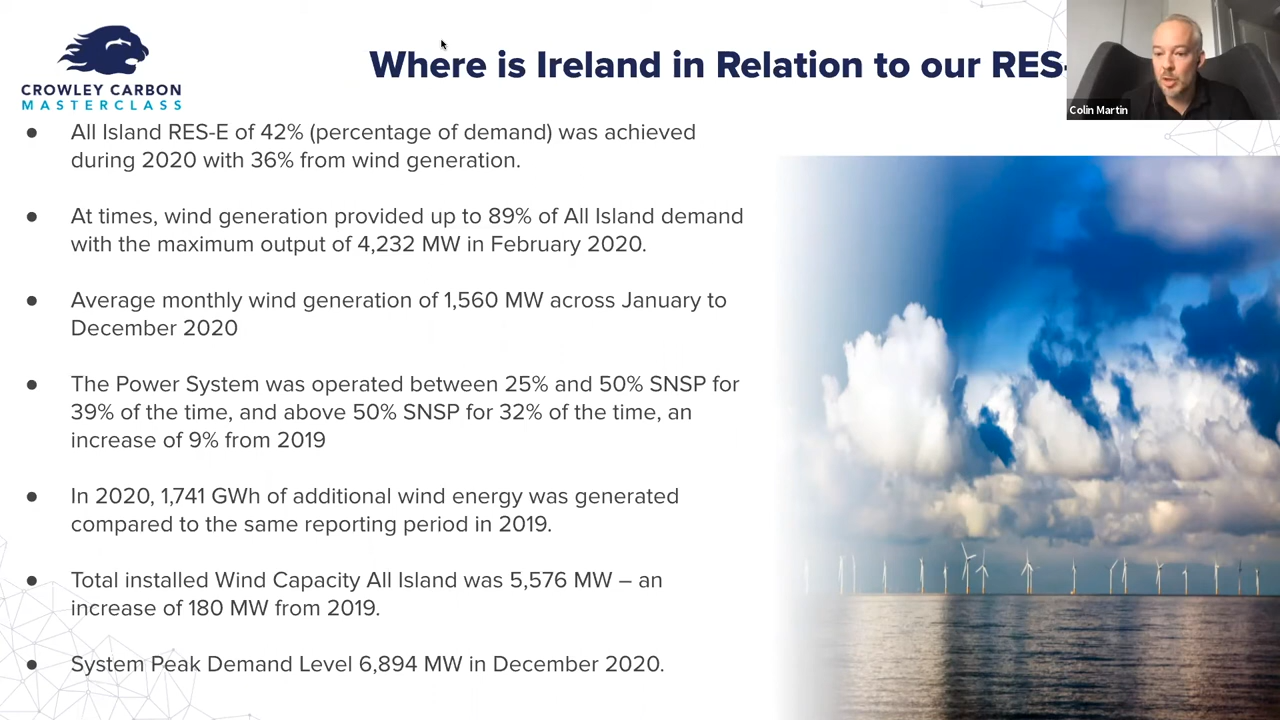 CROWLEY CARBON
MASTERCLASS
Where is Ireland in Relation to our RES-
Colin Martin
● All Island RES-E of 42% (percentage of demand) was achieved
during 2020 with 36% from wind generation.
● At times, wind generation provided up to 89% of All Island demand
with the maximum output of 4,232 MW in February 2020.
● Average monthly wind generation of 1,560 MW across January to
December 2020
● The Power System was operated between 25% and 50% SNSP for
39% of the time, and above 50% SNSP for 32% of the time, an
increase of 9% from 2019
● In 2020, 1,741 GWh of additional wind energy was generated
compared to the same reporting period in 2019.
● Total installed Wind Capacity All Island was 5,576 MW – an
increase of 180 MW from 2019.
● System Peak Demand Level 6,894 MW in December 2020.